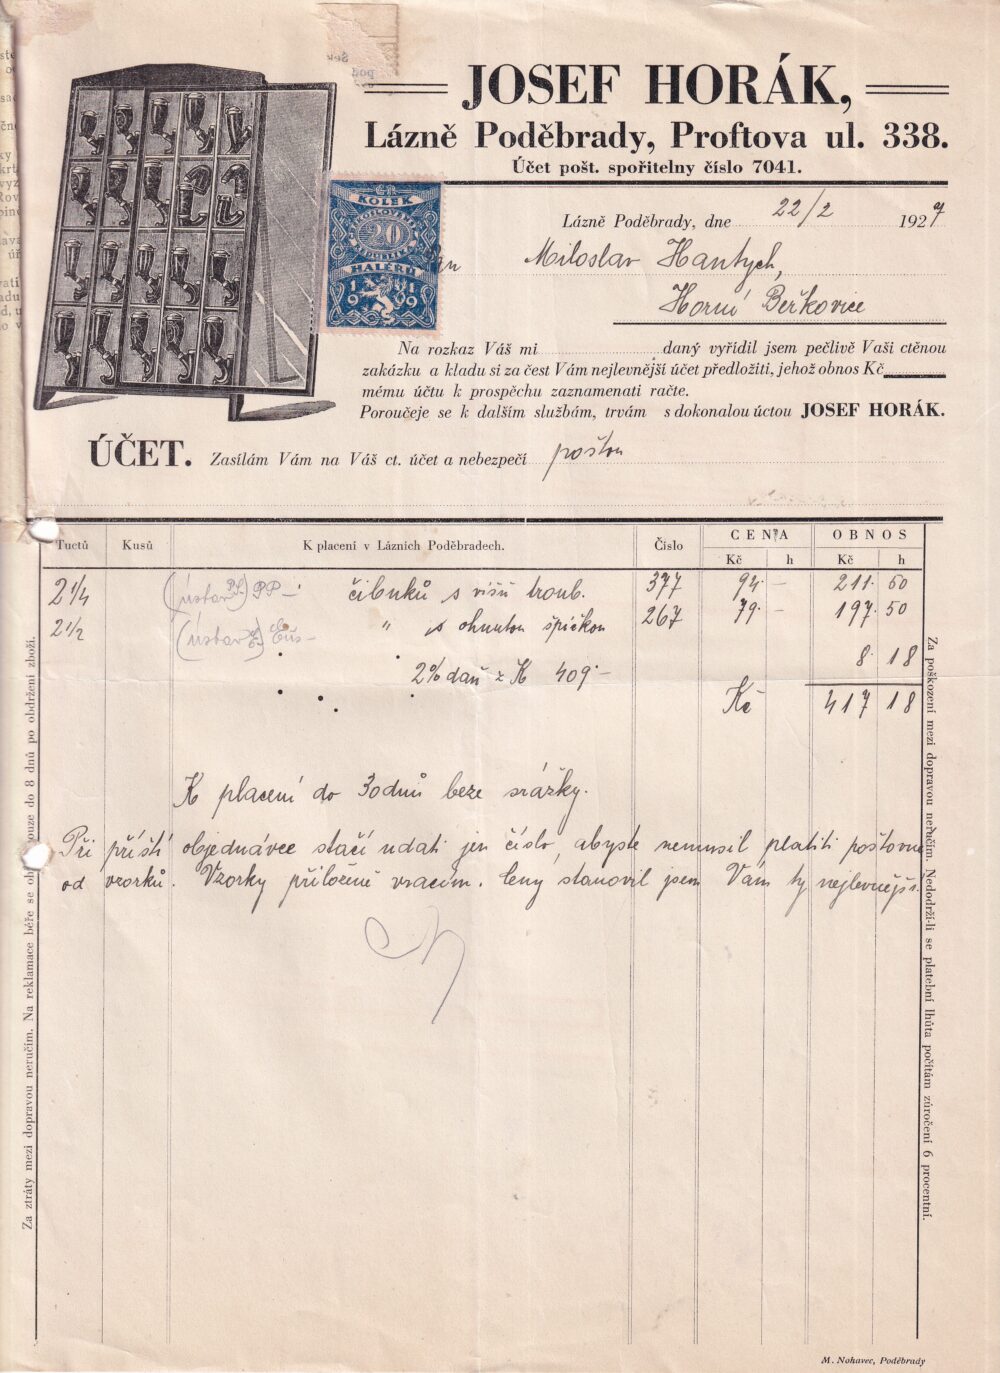 JOSEF HORÁK,
Lázně Poděbrady, Proftova ul. 338.
Účet pošt. spořitelny číslo 7041.
KOLEK
20
HALÉŘŮ
1919
Lázně Poděbrady, dne 22/2 1927
Pan Miloslav Hantych,
Horní Beřkovice
Na rozkaz Váš mi daný vyřídil jsem pečlivě Vaši ctěnou
zakázku a kladu si za čest Vám nejlevnější účet předložiti, jehož obnos Kč
mému účtu k prospěchu zaznamenati račte.
Poroučeje se k dalším službám, trvám s dokonalou úctou JOSEF HORÁK.
ÚČET. Zasílám Vám na Váš ct. účet a nebezpečí poštou
Tuctů Kusů K placení v Lázních Poděbradech. Číslo CENA OBNOS
Kč h Kč h
2 1/4 (ústav) PP – čibuků s višň troub. 377 94 – 211 50
2 1/2 (ústav) " s ohnutou špičkou 267 79 – 197 50
2% daň z K 409 – 8 18
Kč 417 18
K placení do 30 dnů beze srážky.
Při příští objednávce stačí udati jen číslo, abyste nemusil platiti poštovné
od vzorků. Vzorky přiložené vracím. Ceny stanovil jsem Vám ty nejlevnější.
Za ztráty mezi dopravou neručím. Na reklamace béře se ohled pouze do 8 dnů po obdržení zboží.
Za poškození mezi dopravou neručím. Nedodrží-li se platební lhůta počítám zúročení 6 procentní.
M. Nohavec, Poděbrady